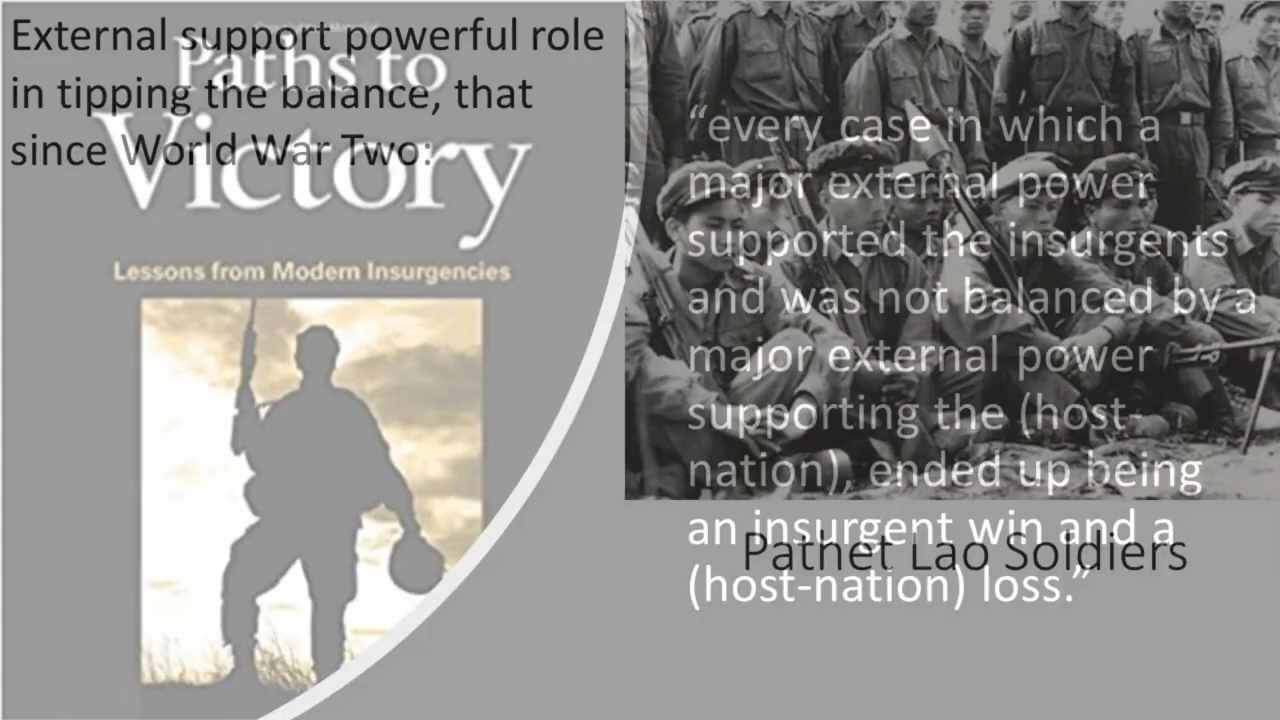 External support powerful role
in tipping the balance, that
since World War Two:
Paths to
Victory
Lessons from Modern Insurgencies
“every case in which a
major external power
supported the insurgents
and was not balanced by a
major external power
supporting the (host-
nation), ended up being
an insurgent win and a
(host-nation) loss.”
Pathet Lao Soldiers